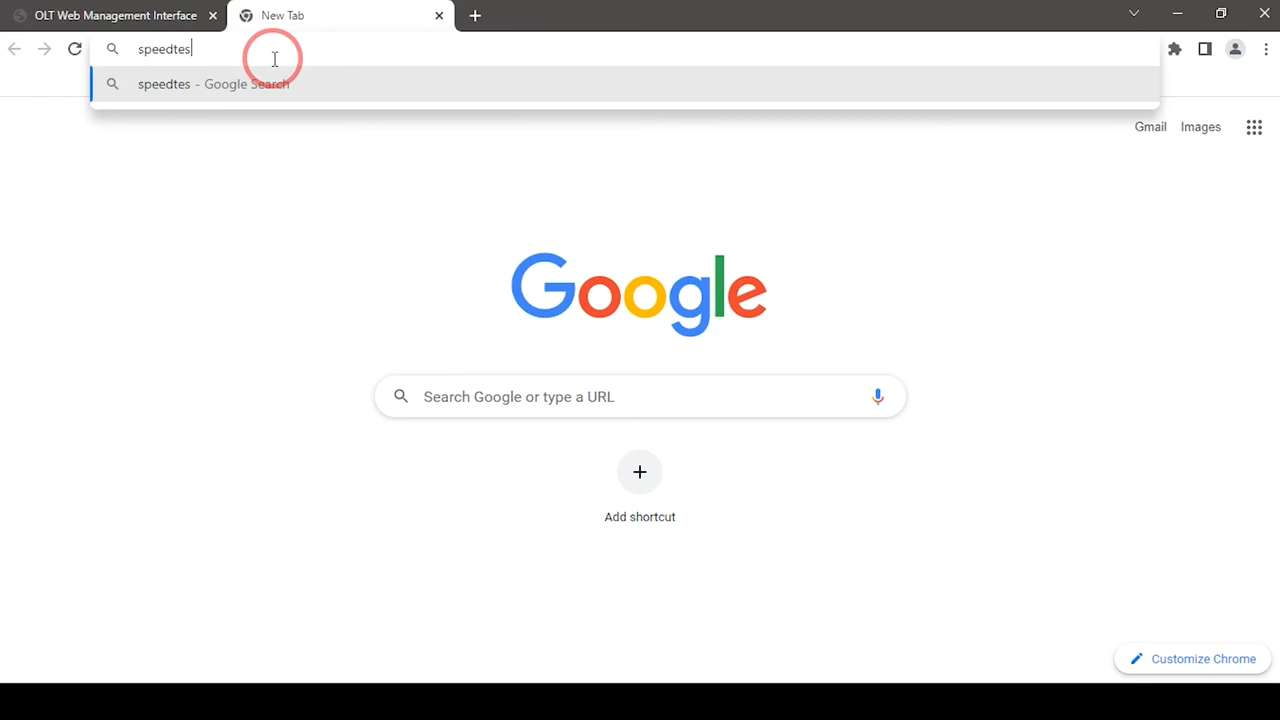 OLT Web Management Interface
New Tab
speedtes
speedtes - Google Search
Gmail
Images
Google
Search Google or type a URL
Add shortcut
Customize Chrome